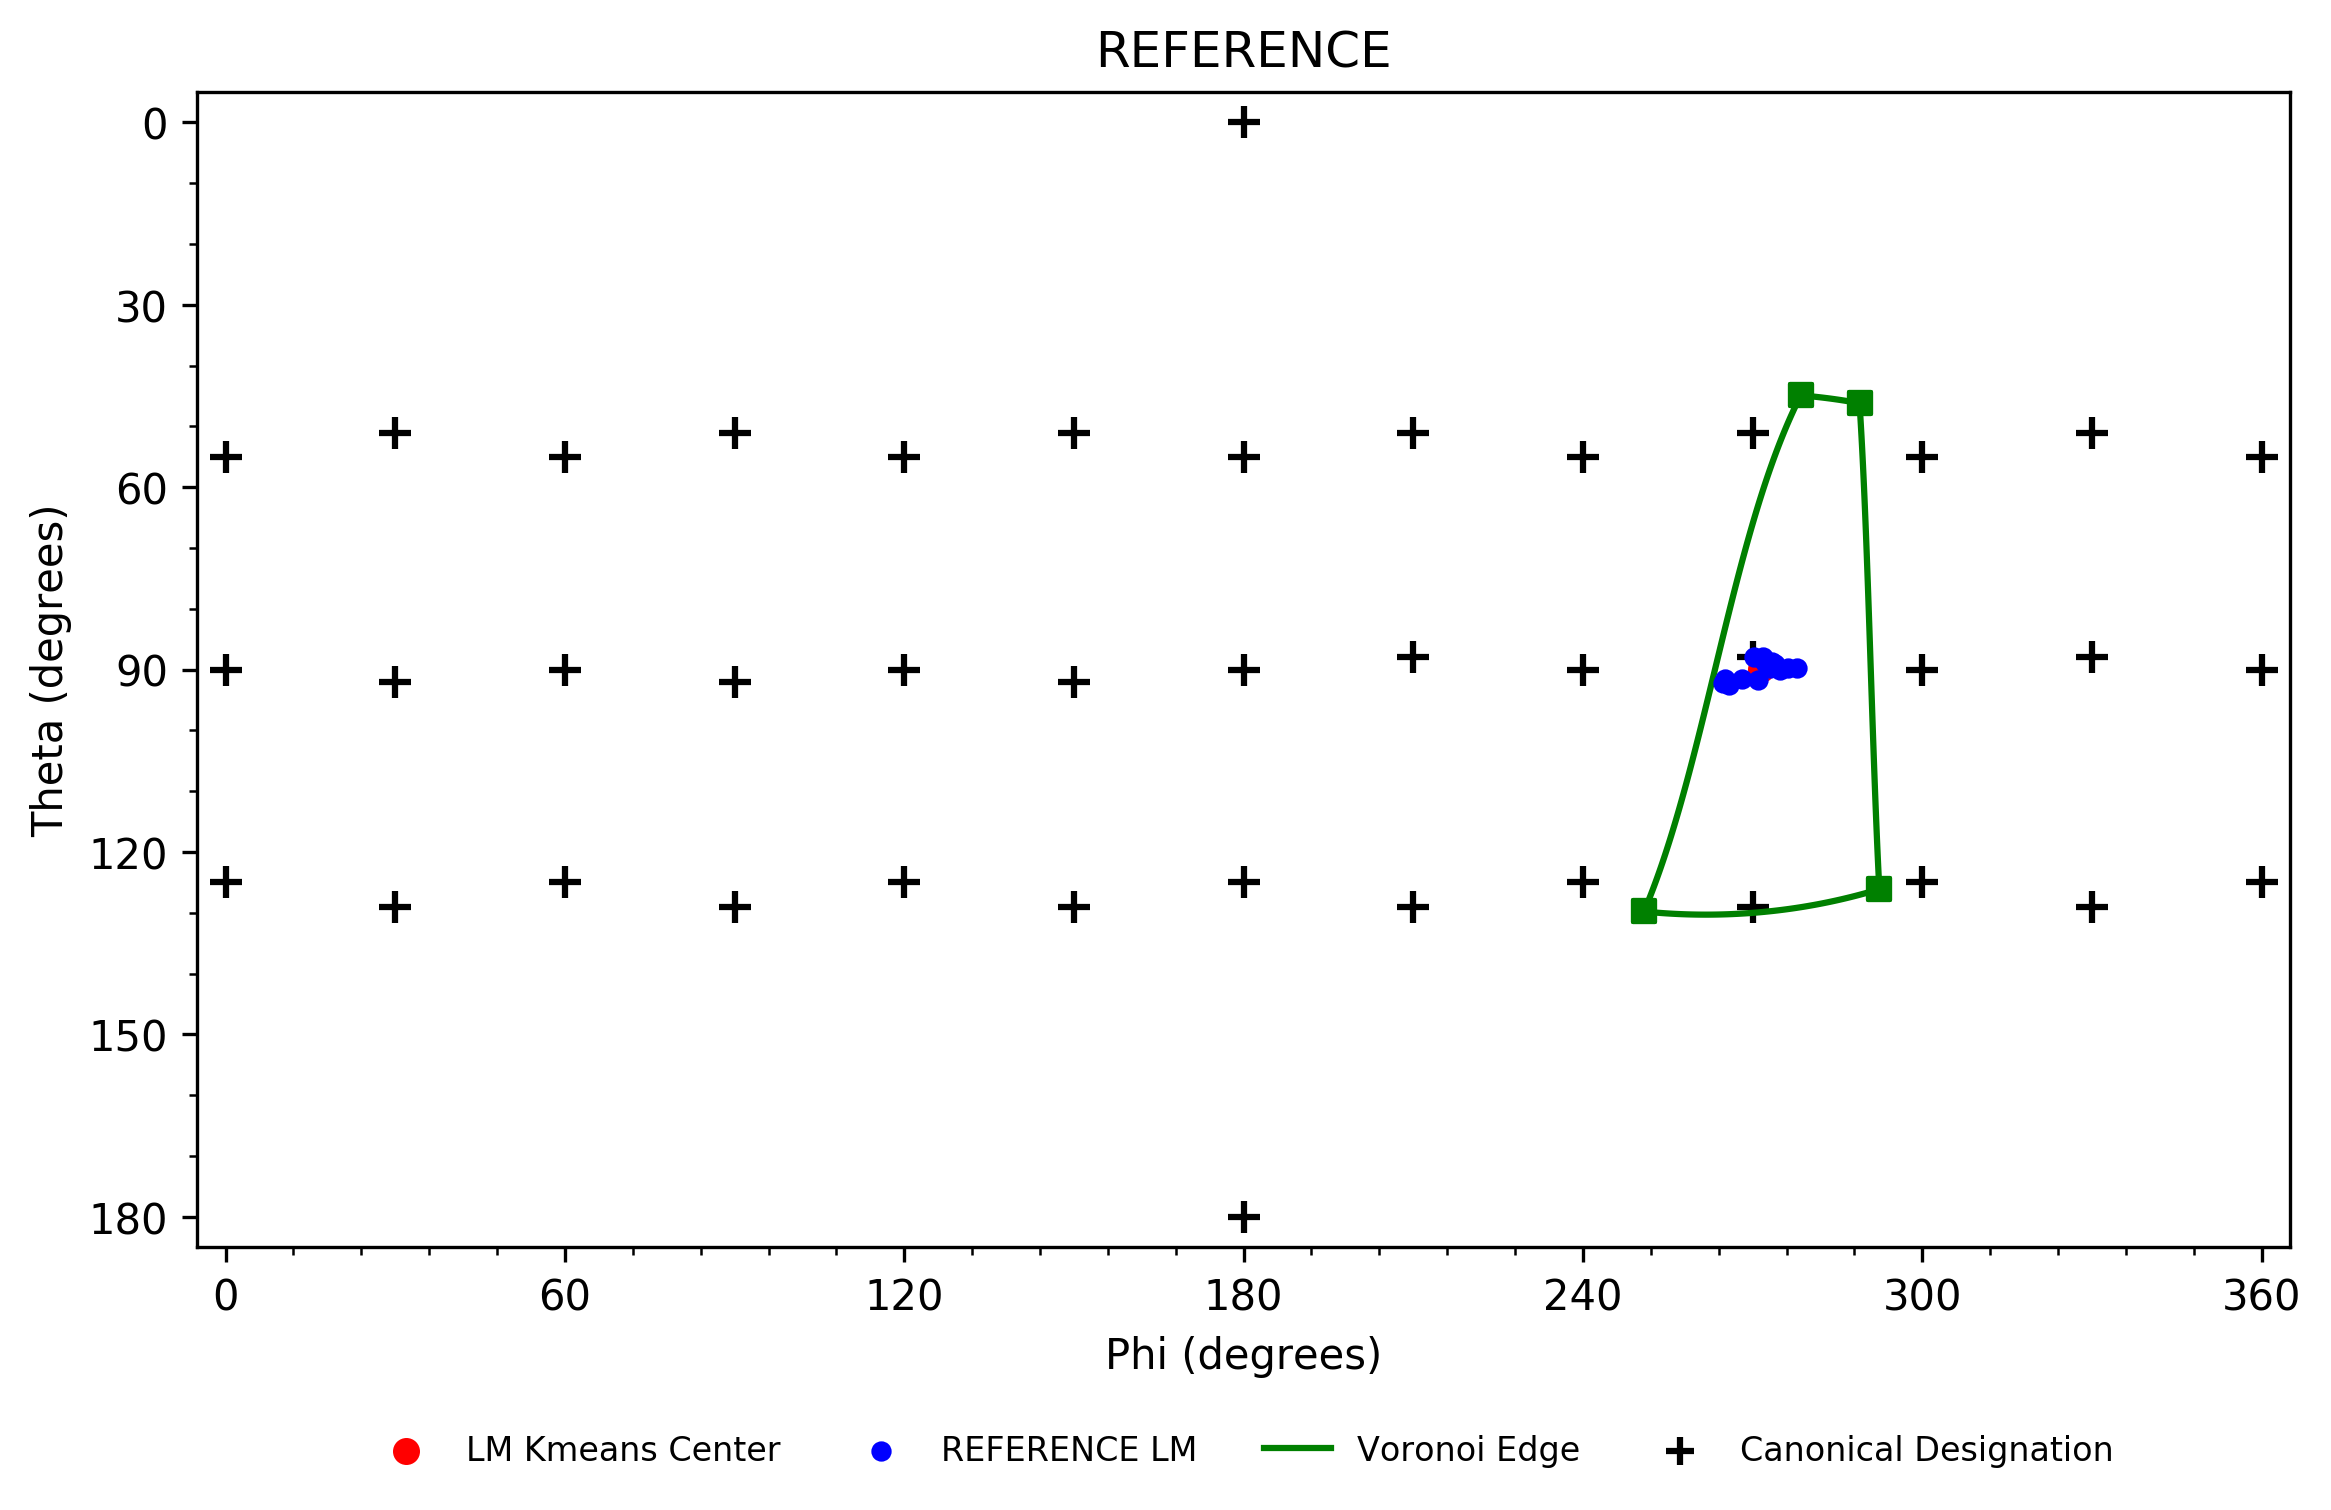 REFERENCE
0
30
60
90
120
150
180
Theta (degrees)
0 60 120 180 240 300 360
Phi (degrees)
LM Kmeans Center REFERENCE LM Voronoi Edge Canonical Designation